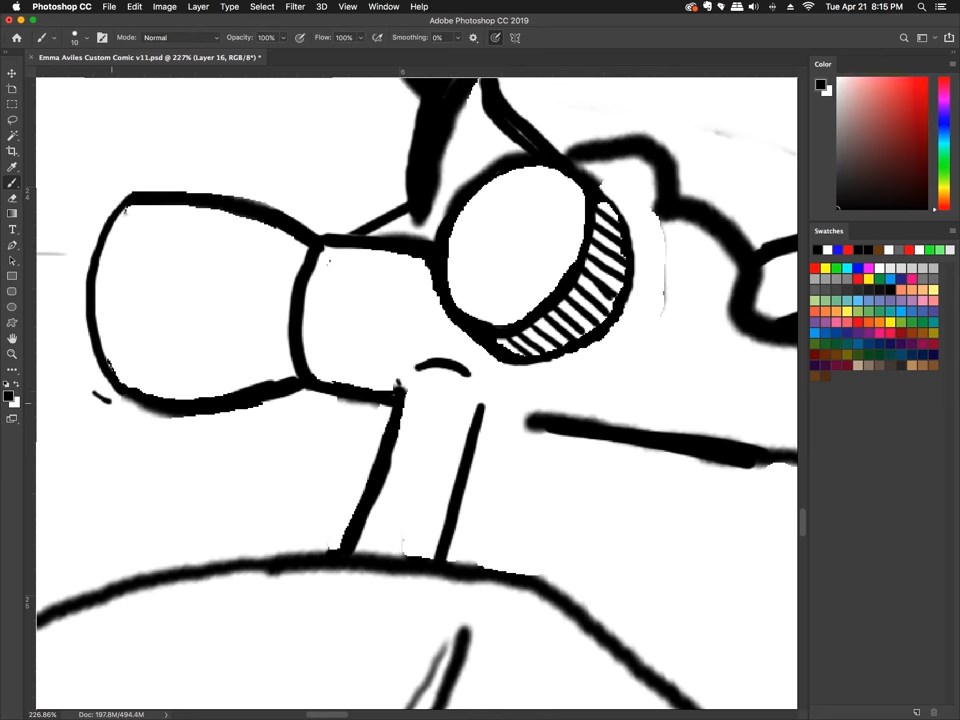 Photoshop CC File Edit Image Layer Type Select Filter 3D View Window Help Tue Apr 21 8:15 PM
Adobe Photoshop CC 2019
10 Mode: Normal Opacity: 100% Flow: 100% Smoothing: 0%
Emma Aviles Custom Comic v11.psd @ 227% (Layer 16, RGB/8*) *
Color
6
Swatches
226.86% Doc: 197.8M/494.4M